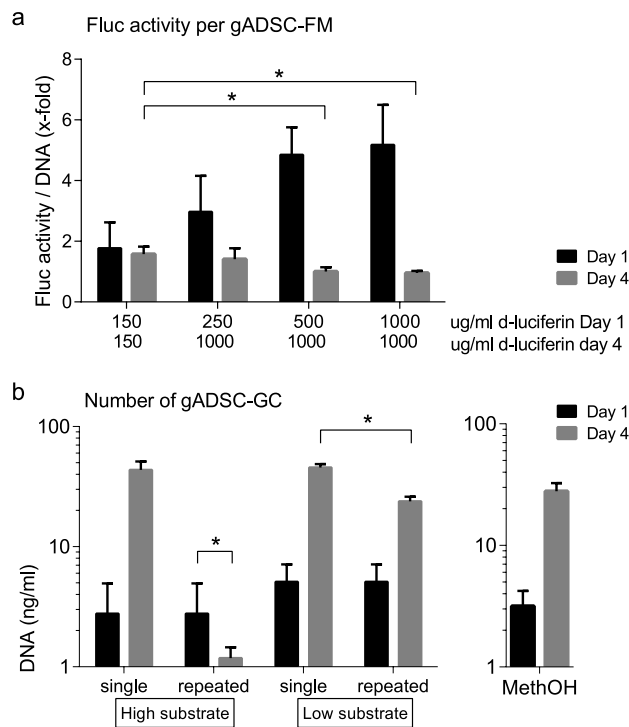 a
Fluc activity per gADSC-FM
Fluc activity / DNA (x-fold)
8
6
4
2
0
*
*
Day 1
Day 4
150 250 500 1000 ug/ml d-luciferin Day 1
150 1000 1000 1000 ug/ml d-luciferin day 4
b
Number of gADSC-GC
DNA (ng/ml)
100
10
1
*
*
single repeated single repeated
High substrate Low substrate
Day 1
Day 4
100
10
1
MethOH